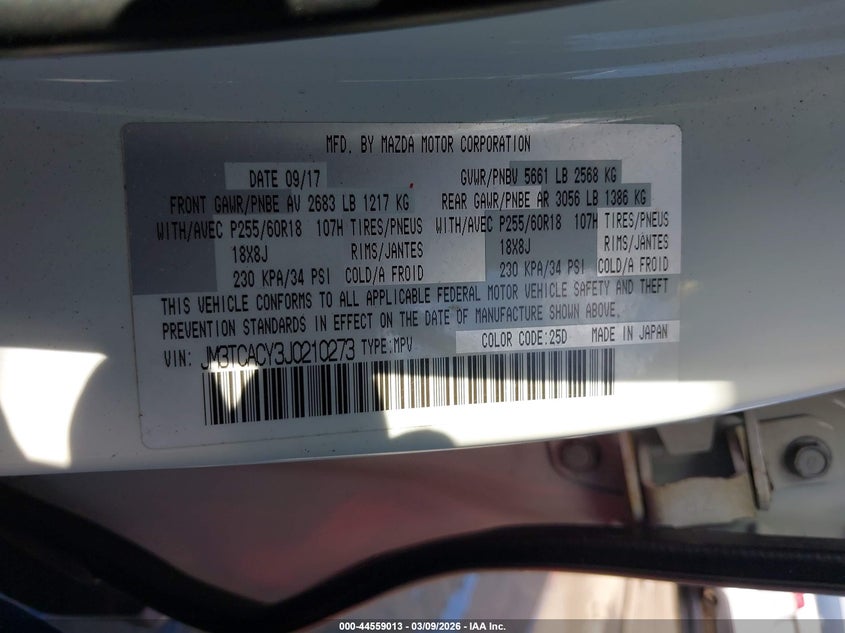 MFD. BY MAZDA MOTOR CORPORATION
DATE 09/17 GVWR/PNBV 5661 LB 2568 KG
FRONT GAWR/PNBE AV 2683 LB 1217 KG REAR GAWR/PNBE AR 3056 LB 1386 KG
WITH/AVEC P255/60R18 107H TIRES/PNEUS WITH/AVEC P255/60R18 107H TIRES/PNEUS
18X8J RIMS/JANTES 18X8J RIMS/JANTES
230 KPA/34 PSI COLD/A FROID 230 KPA/34 PSI COLD/A FROID
THIS VEHICLE CONFORMS TO ALL APPLICABLE FEDERAL MOTOR VEHICLE SAFETY AND THEFT
PREVENTION STANDARDS IN EFFECT ON THE DATE OF MANUFACTURE SHOWN ABOVE.
VIN: JM3TCACY3J0210273 TYPE:MPV COLOR CODE:25D MADE IN JAPAN
000-44559013 - 03/09/2026 - IAA Inc.